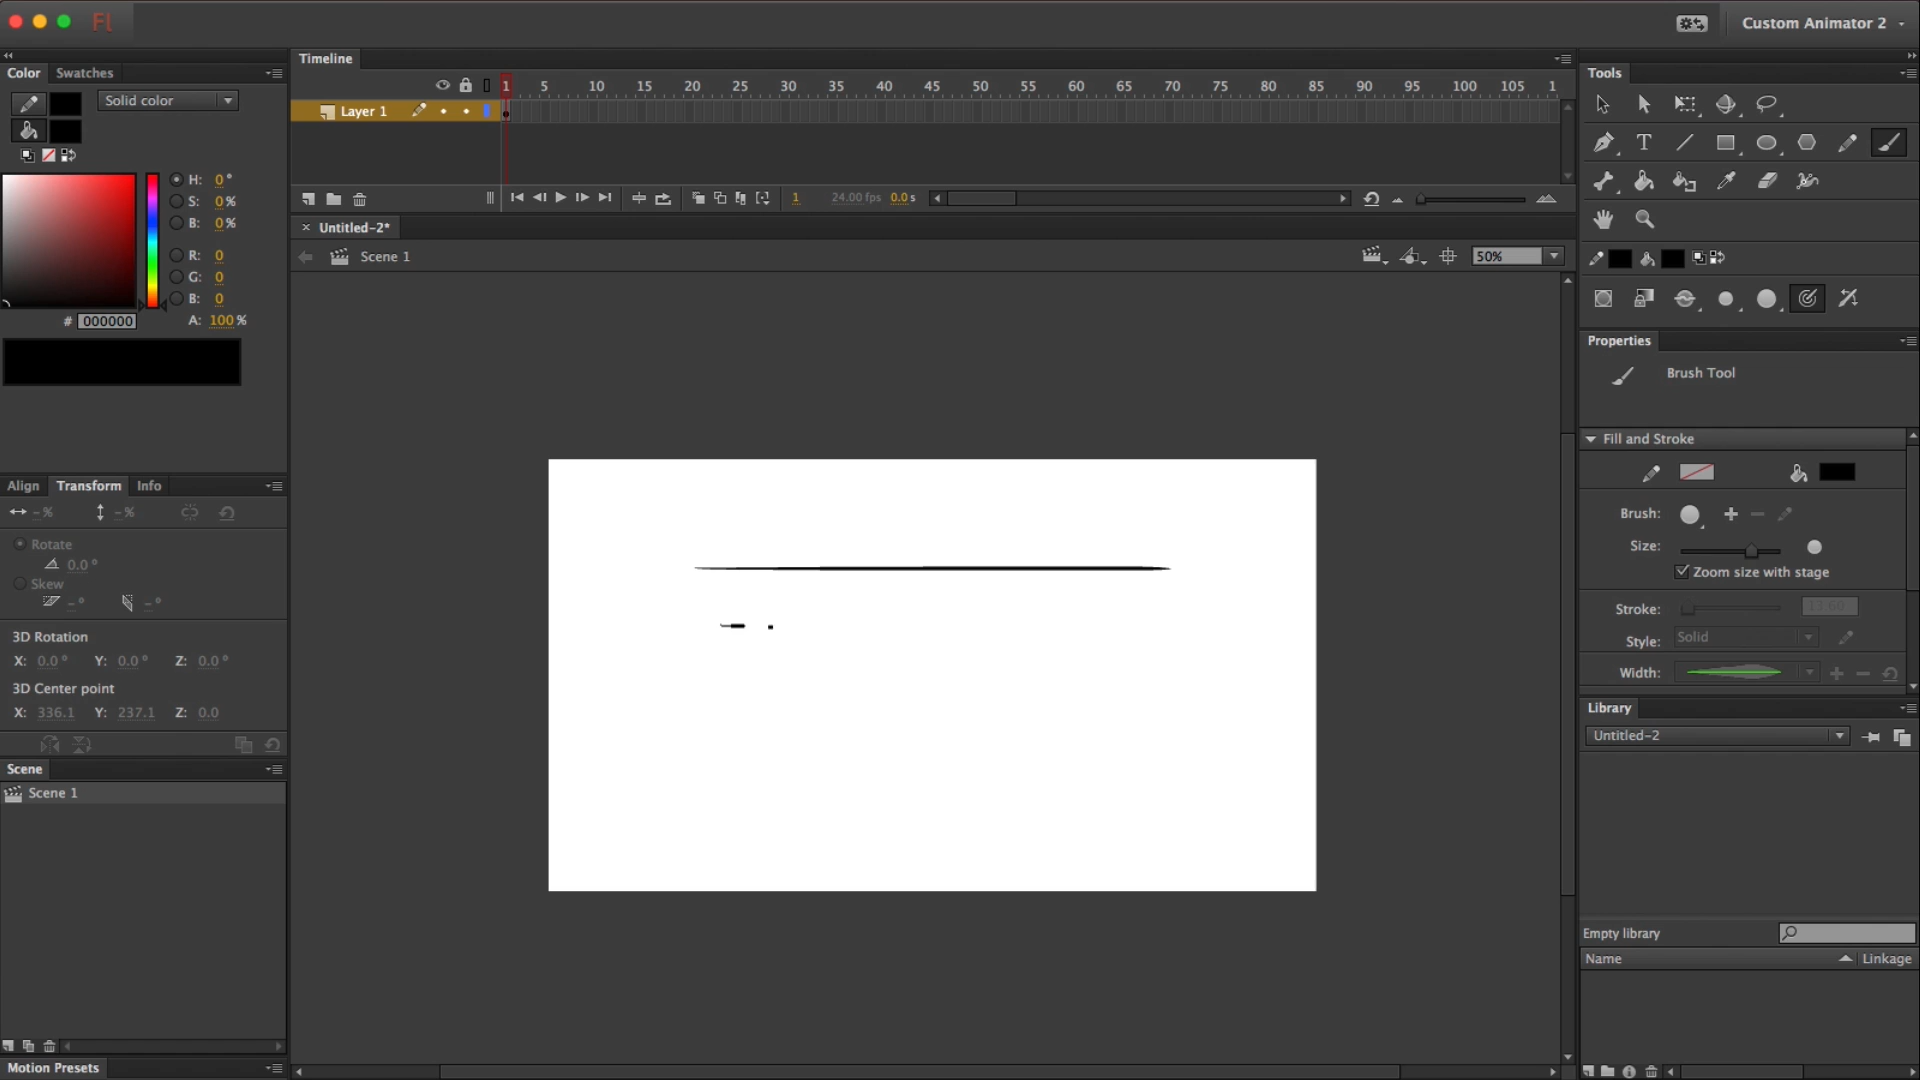 Fl
Custom Animator 2
Color
Swatches
Solid color
H: 0 °
S: 0 %
B: 0 %
R: 0
G: 0
B: 0
# 000000
A: 100 %
Timeline
1 5 10 15 20 25 30 35 40 45 50 55 60 65 70 75 80 85 90 95 100 105 1
Layer 1
1 24.00 fps 0.0 s
Untitled-2*
Scene 1
50%
Align
Transform
Info
- %
- %
Rotate
0.0 °
Skew
- °
- °
3D Rotation
X: 0.0 ° Y: 0.0 ° Z: 0.0 °
3D Center point
X: 336.1 Y: 237.1 Z: 0.0
Scene
Scene 1
Motion Presets
Tools
T
Properties
Brush Tool
Fill and Stroke
Brush:
Size:
Zoom size with stage
Stroke:
Style: Solid
Width:
Library
Untitled-2
Empty library
Name
Linkage